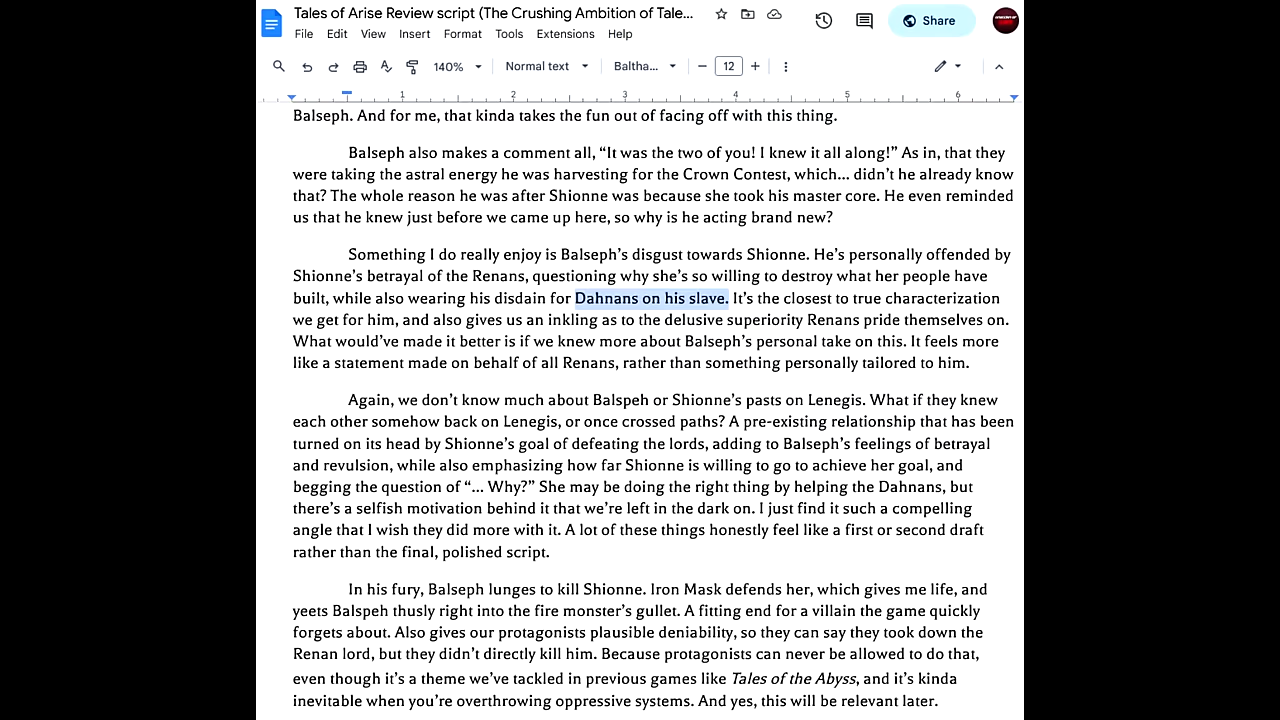 Tales of Arise Review script (The Crushing Ambition of Tale...
Share
File Edit View Insert Format Tools Extensions Help
140% Normal text Baltha... 12
1 2 3 4 5 6
Balseph. And for me, that kinda takes the fun out of facing off with this thing.
Balseph also makes a comment all, “It was the two of you! I knew it all along!” As in, that they
were taking the astral energy he was harvesting for the Crown Contest, which... didn’t he already know
that? The whole reason he was after Shionne was because she took his master core. He even reminded
us that he knew just before we came up here, so why is he acting brand new?
Something I do really enjoy is Balseph’s disgust towards Shionne. He’s personally offended by
Shionne’s betrayal of the Renans, questioning why she’s so willing to destroy what her people have
built, while also wearing his disdain for Dahnans on his slave. It’s the closest to true characterization
we get for him, and also gives us an inkling as to the delusive superiority Renans pride themselves on.
What would’ve made it better is if we knew more about Balseph’s personal take on this. It feels more
like a statement made on behalf of all Renans, rather than something personally tailored to him.
Again, we don’t know much about Balspeh or Shionne’s pasts on Lenegis. What if they knew
each other somehow back on Lenegis, or once crossed paths? A pre-existing relationship that has been
turned on its head by Shionne’s goal of defeating the lords, adding to Balseph’s feelings of betrayal
and revulsion, while also emphasizing how far Shionne is willing to go to achieve her goal, and
begging the question of “... Why?” She may be doing the right thing by helping the Dahnans, but
there’s a selfish motivation behind it that we’re left in the dark on. I just find it such a compelling
angle that I wish they did more with it. A lot of these things honestly feel like a first or second draft
rather than the final, polished script.
In his fury, Balseph lunges to kill Shionne. Iron Mask defends her, which gives me life, and
yeets Balspeh thusly right into the fire monster’s gullet. A fitting end for a villain the game quickly
forgets about. Also gives our protagonists plausible deniability, so they can say they took down the
Renan lord, but they didn’t directly kill him. Because protagonists can never be allowed to do that,
even though it’s a theme we’ve tackled in previous games like Tales of the Abyss, and it’s kinda
inevitable when you’re overthrowing oppressive systems. And yes, this will be relevant later.